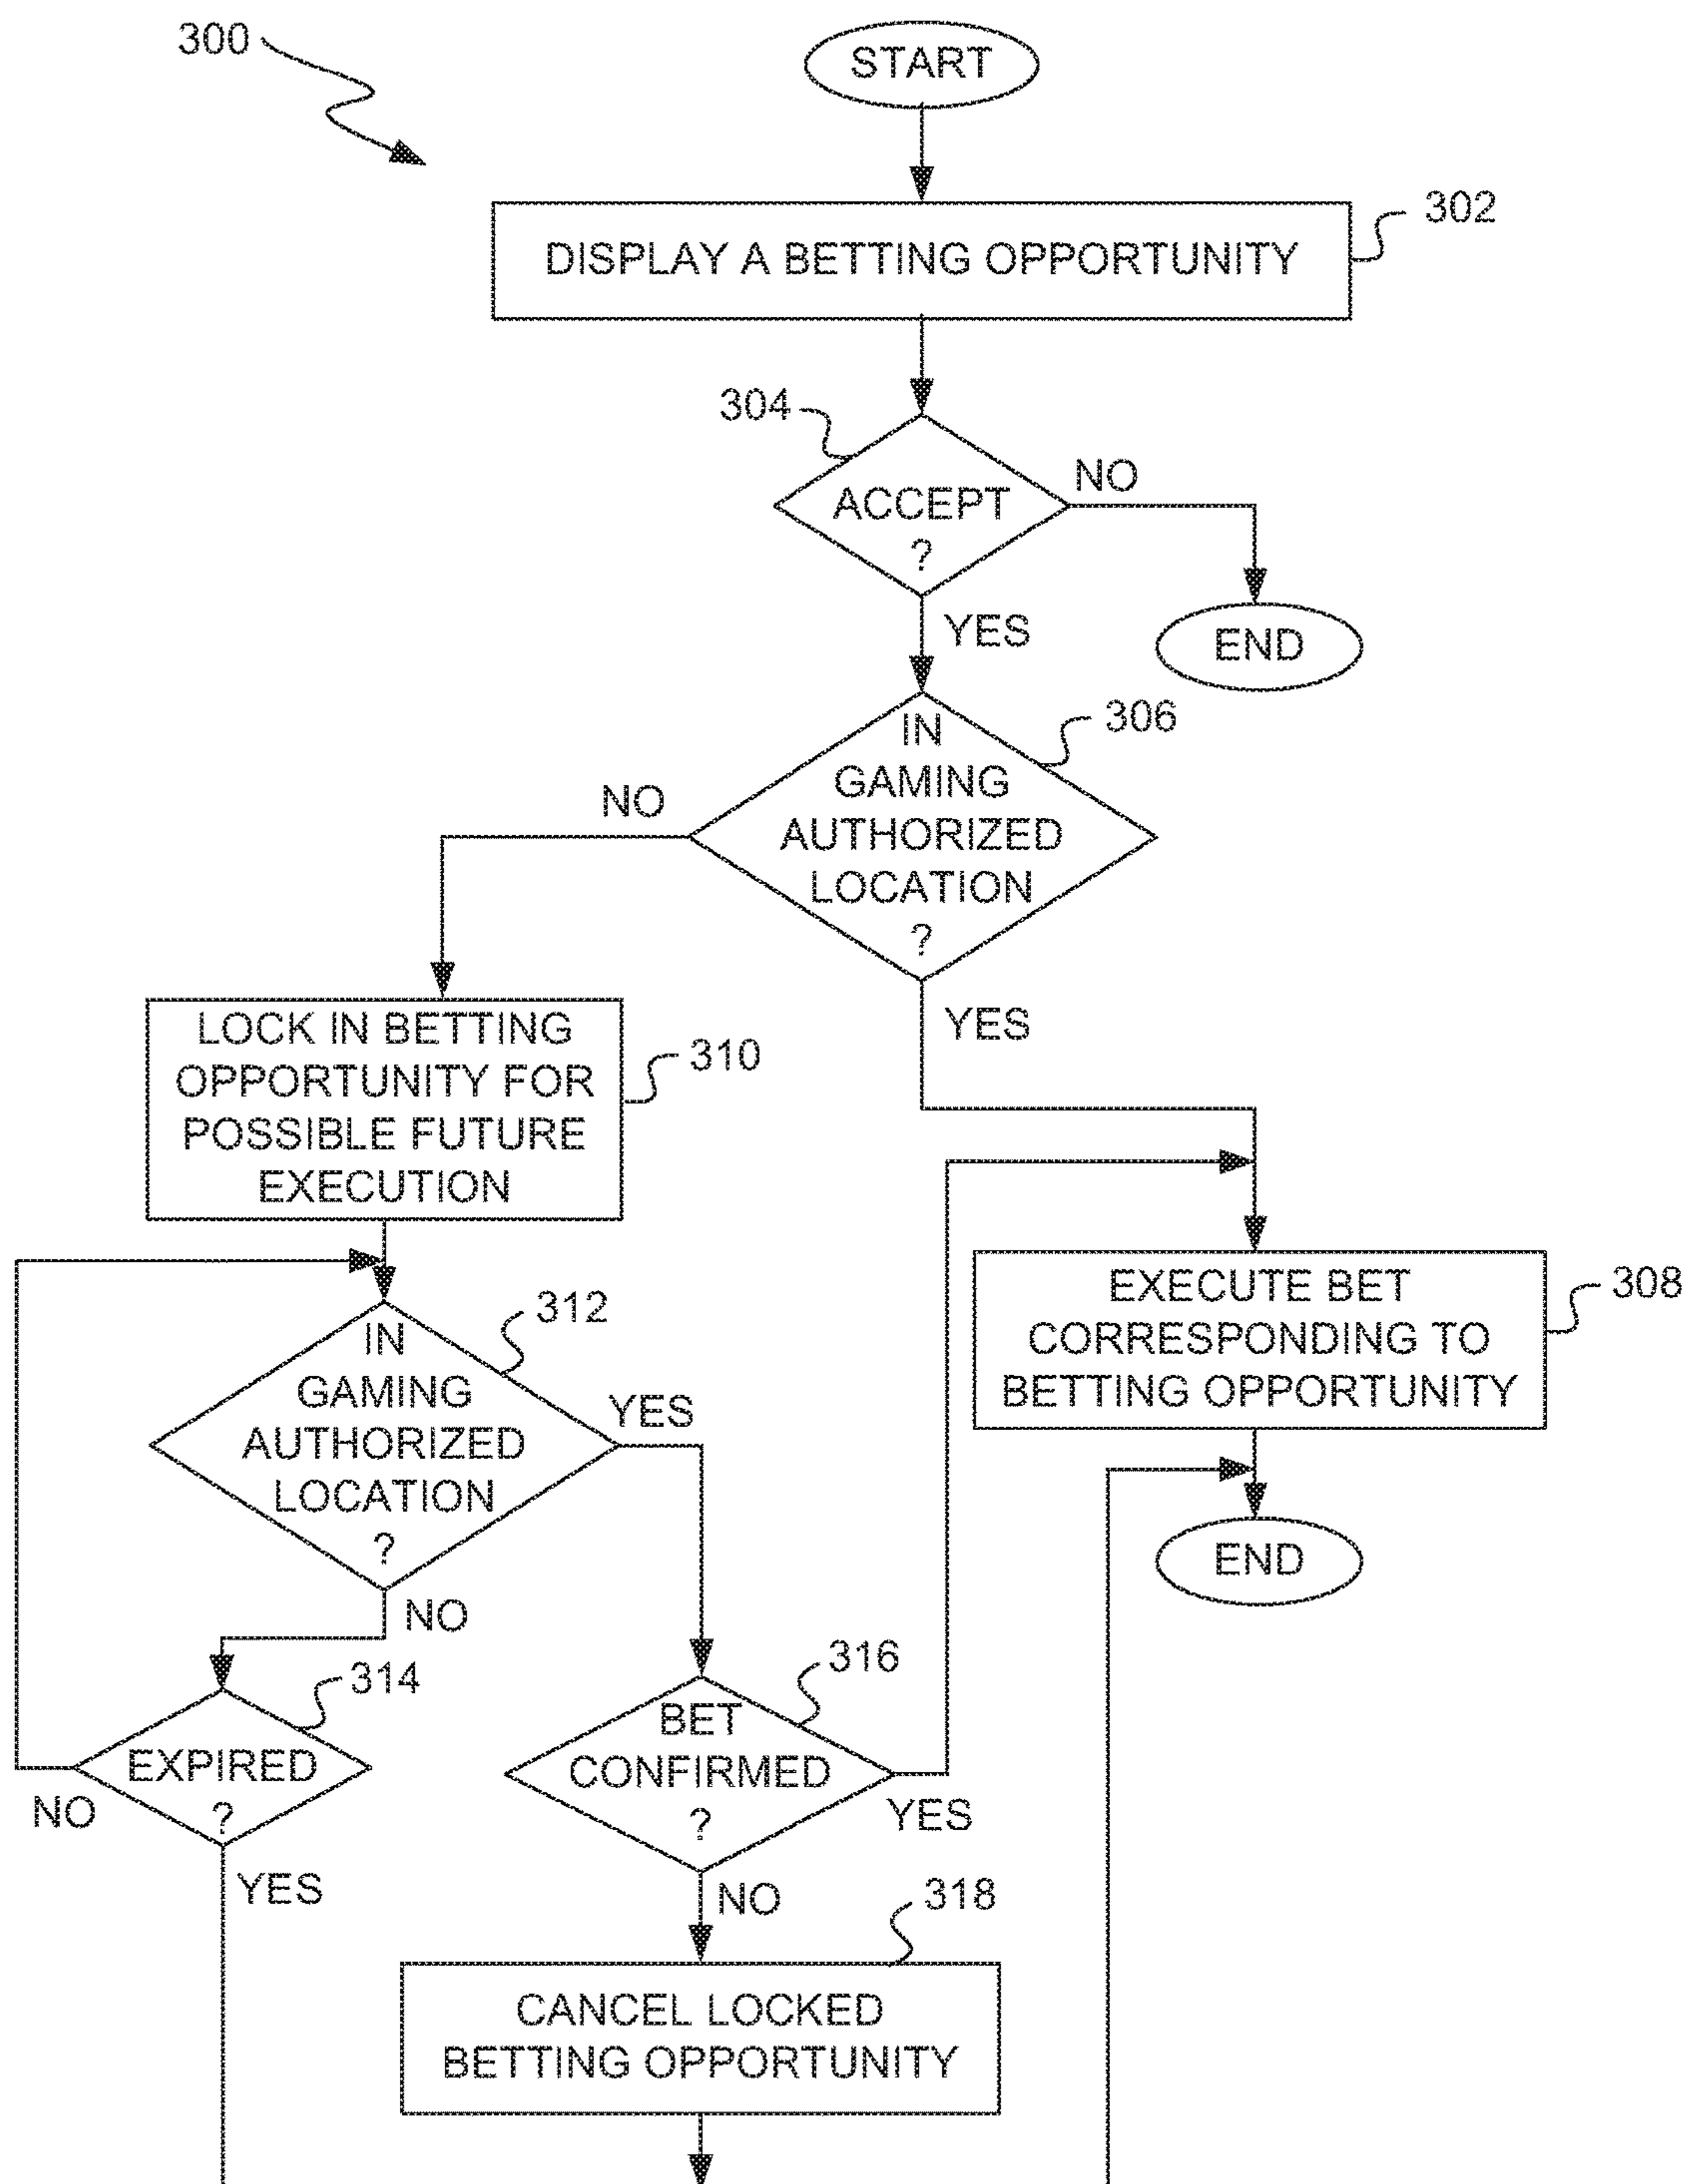 300
START
302
DISPLAY A BETTING OPPORTUNITY
304
ACCEPT
?
NO
YES
END
306
IN
GAMING
AUTHORIZED
LOCATION
?
NO
YES
LOCK IN BETTING
OPPORTUNITY FOR
POSSIBLE FUTURE
EXECUTION
310
308
EXECUTE BET
CORRESPONDING TO
BETTING OPPORTUNITY
312
IN
GAMING
AUTHORIZED
LOCATION
?
YES
NO
END
314
EXPIRED
?
NO
YES
316
BET
CONFIRMED
?
YES
NO
318
CANCEL LOCKED
BETTING OPPORTUNITY